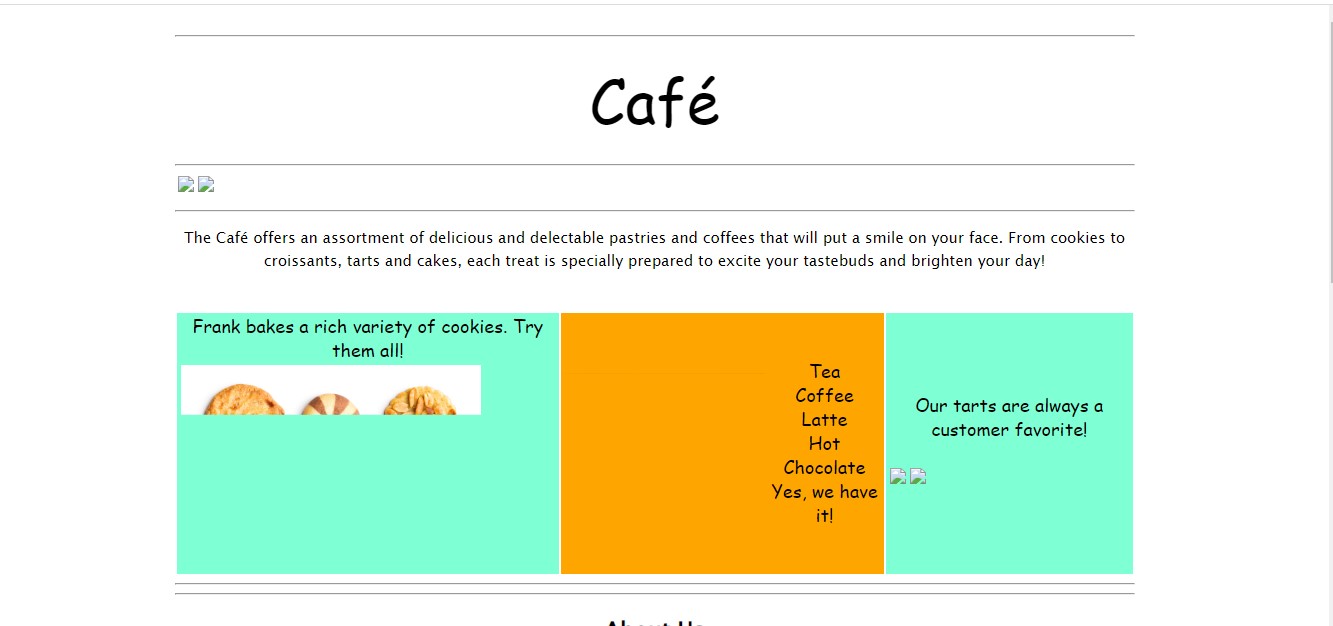 Café
The Café offers an assortment of delicious and delectable pastries and coffees that will put a smile on your face. From cookies to
croissants, tarts and cakes, each treat is specially prepared to excite your tastebuds and brighten your day!
Frank bakes a rich variety of cookies. Try
them all!
Tea
Coffee
Latte
Hot
Chocolate
Yes, we have
it!
Our tarts are always a
customer favorite!
About Us